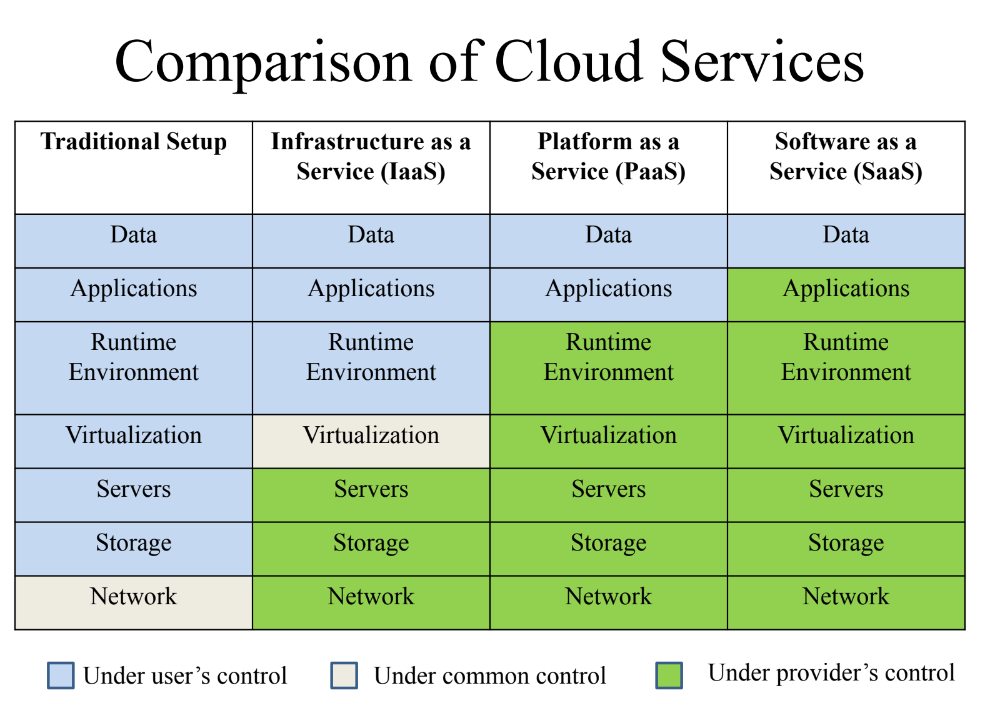 Comparison of Cloud Services
Traditional Setup
Infrastructure as a
Service (IaaS)
Platform as a
Service (PaaS)
Software as a
Service (SaaS)
Data
Data
Data
Data
Applications
Applications
Applications
Applications
Runtime
Environment
Runtime
Environment
Runtime
Environment
Runtime
Environment
Virtualization
Virtualization
Virtualization
Virtualization
Servers
Servers
Servers
Servers
Storage
Storage
Storage
Storage
Network
Network
Network
Network
Under user’s control
Under common control
Under provider’s control